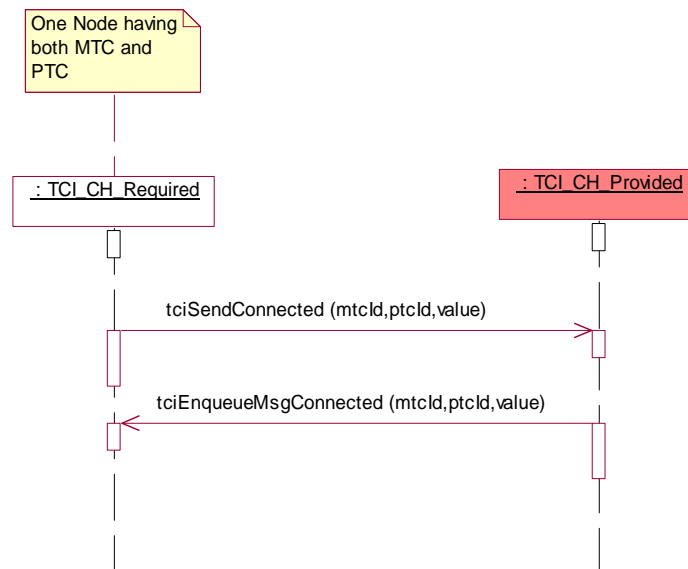 One Node having
both MTC and
PTC
: TCI_CH_Required
: TCI_CH_Provided
tciSendConnected (mtcId,ptcId,value)
tciEnqueueMsgConnected (mtcId,ptcId,value)